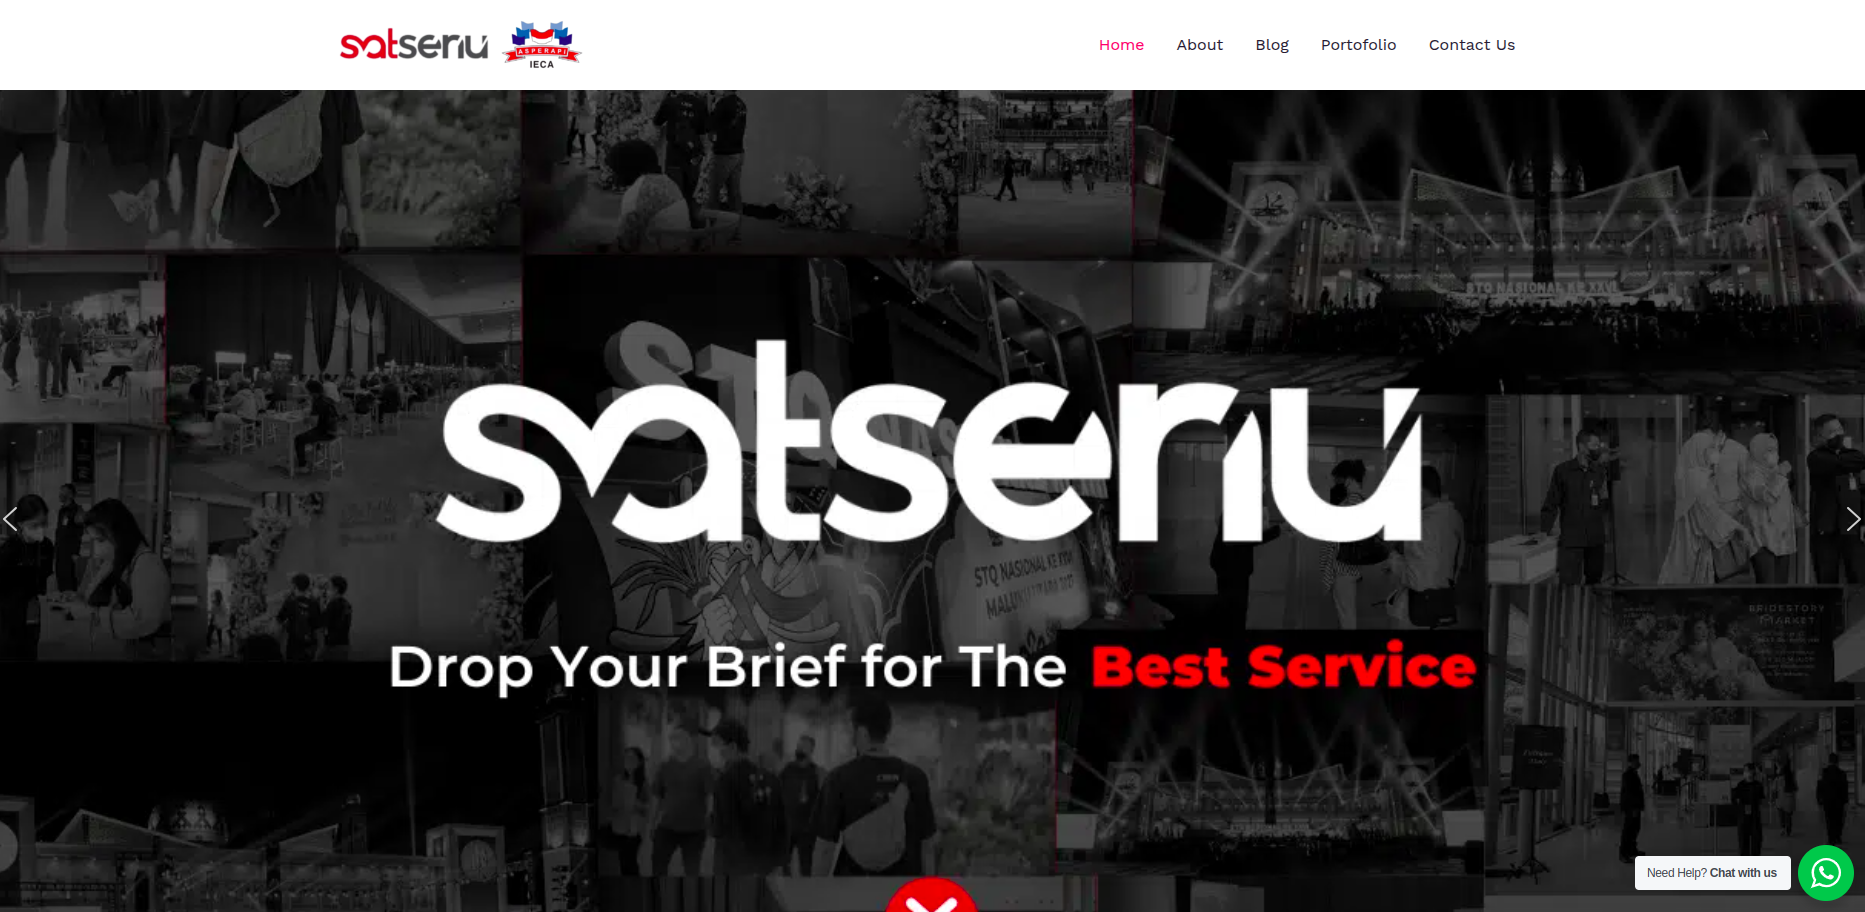 satseru
ASPERAPI
IECA
Home
About
Blog
Portofolio
Contact Us
STQ NASIONAL KE XXVI
satseru
STQ NASIONAL KE XXVI
MALUKU UTARA 2021
BRIDESTORY
MARKET
Drop Your Brief for The Best Service
Need Help? Chat with us